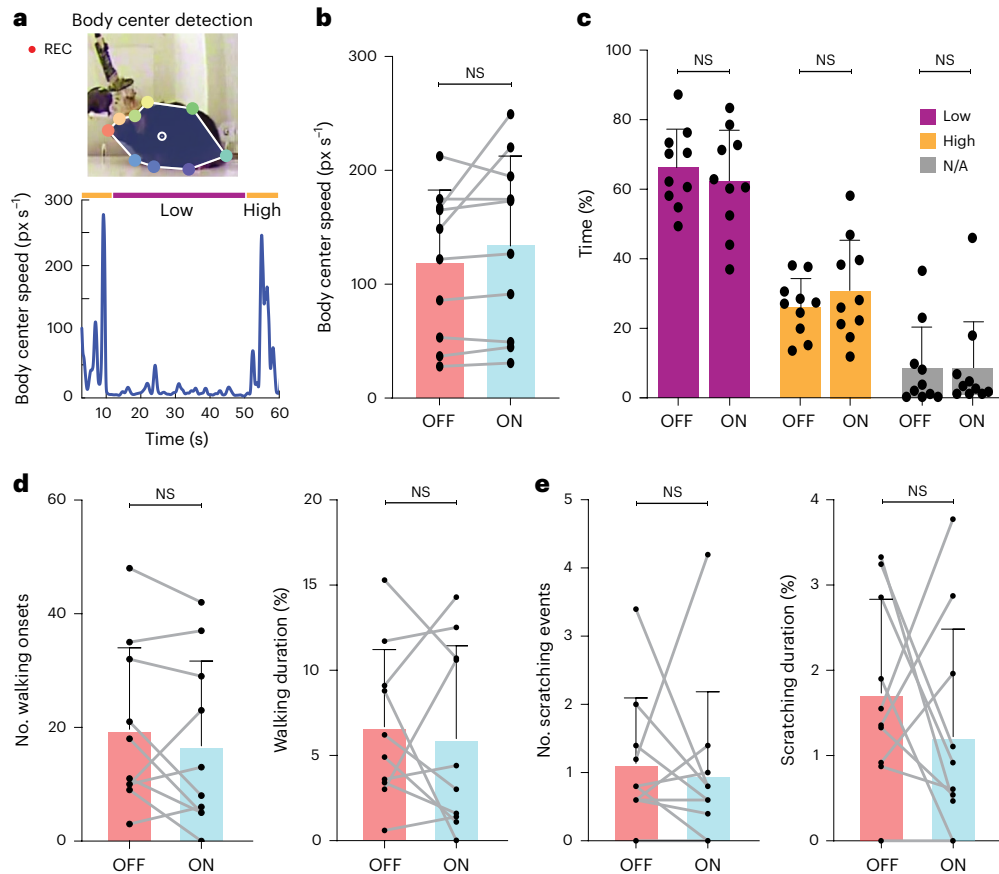 a
Body center detection
REC
Low
High
Body center speed (px s⁻¹)
300
200
100
0
10 20 30 40 50 60
Time (s)
b
Body center speed (px s⁻¹)
300
200
100
0
NS
OFF ON
c
Time (%)
100
80
60
40
20
0
NS NS NS
Low
High
N/A
OFF ON OFF ON OFF ON
d
No. walking onsets
60
40
20
0
NS
OFF ON
Walking duration (%)
20
15
10
5
0
NS
OFF ON
e
No. scratching events
5
4
3
2
1
0
NS
OFF ON
Scratching duration (%)
4
3
2
1
0
NS
OFF ON